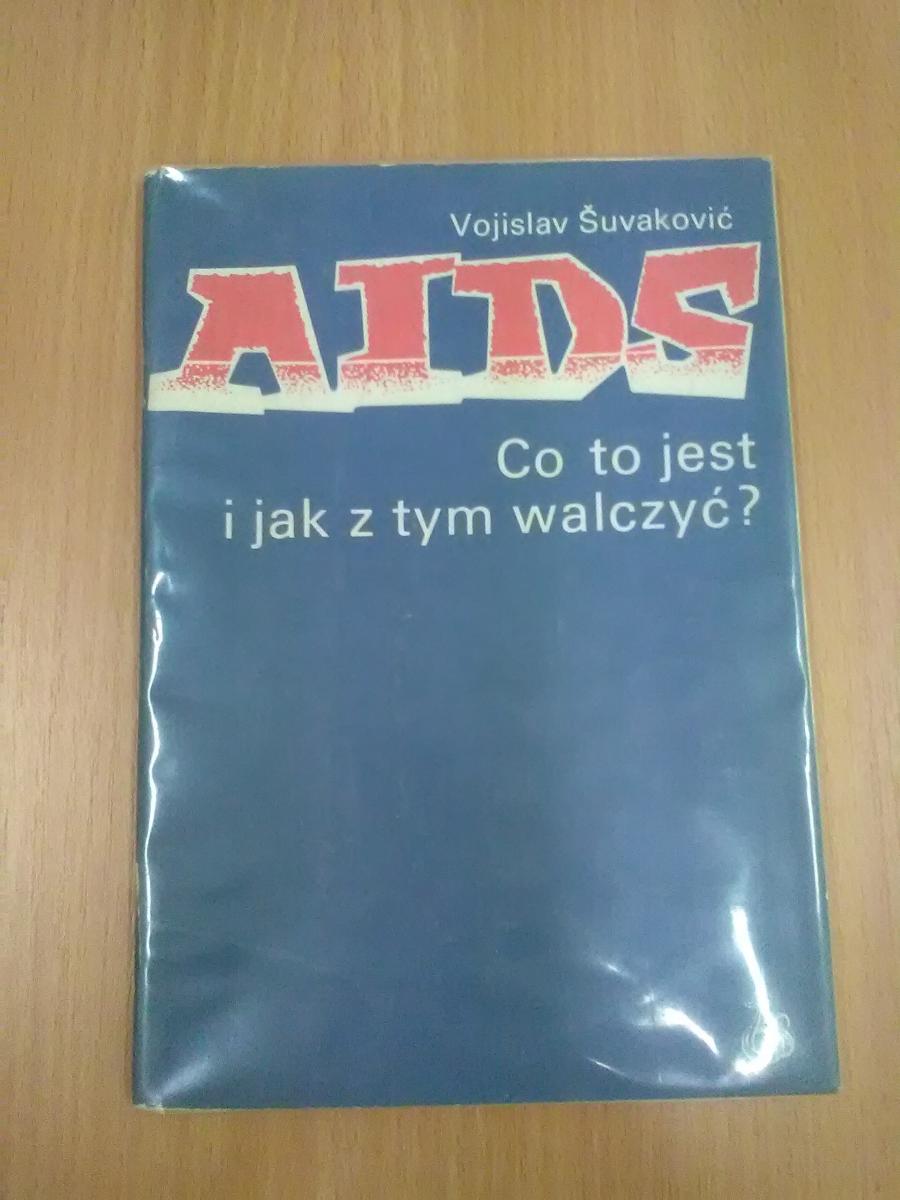 Vojislav Šuvaković
AIDS
Co to jest
i jak z tym walczyć?